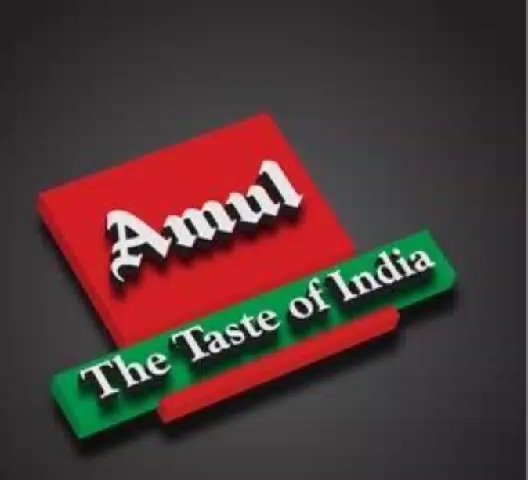 Amul
The Taste of India